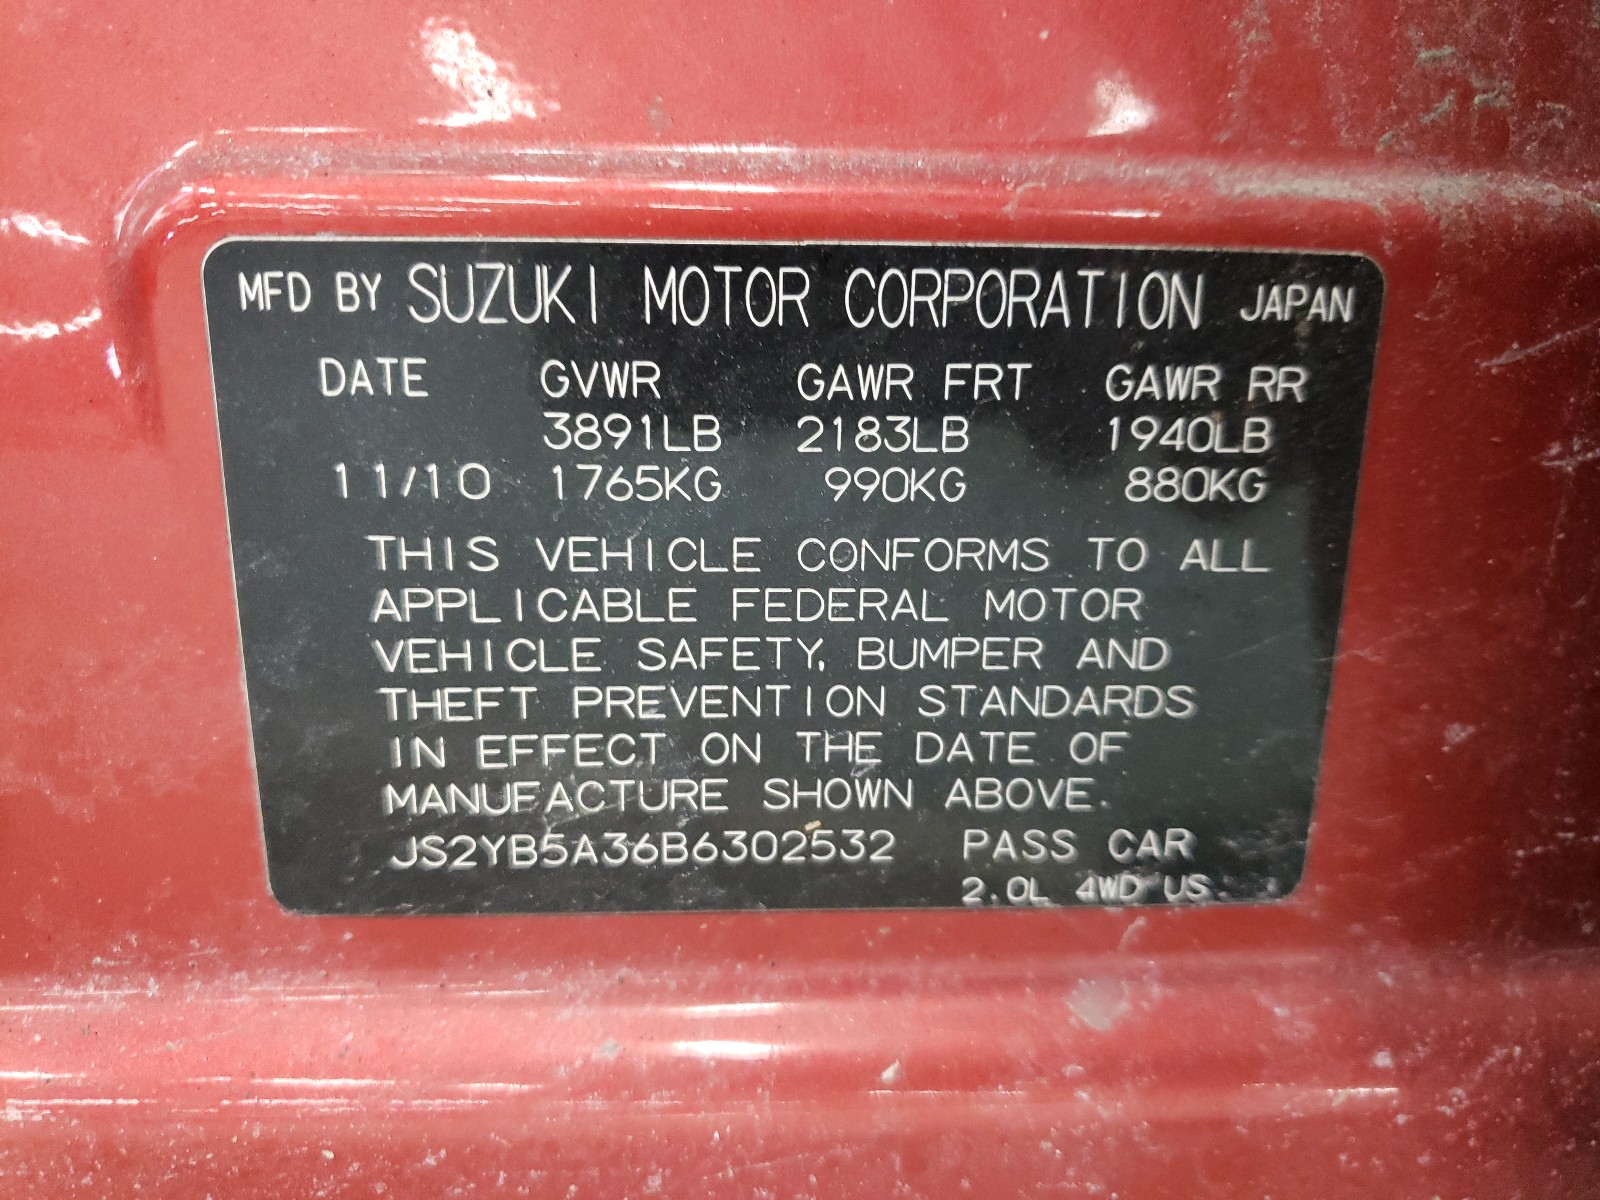 MFD BY SUZUKI MOTOR CORPORATION JAPAN
DATE GVWR GAWR FRT GAWR RR
3891LB 2183LB 1940LB
11/10 1765KG 990KG 880KG
THIS VEHICLE CONFORMS TO ALL
APPLICABLE FEDERAL MOTOR
VEHICLE SAFETY, BUMPER AND
THEFT PREVENTION STANDARDS
IN EFFECT ON THE DATE OF
MANUFACTURE SHOWN ABOVE.
JS2YB5A36B6302532 PASS CAR
2.0L 4WD US